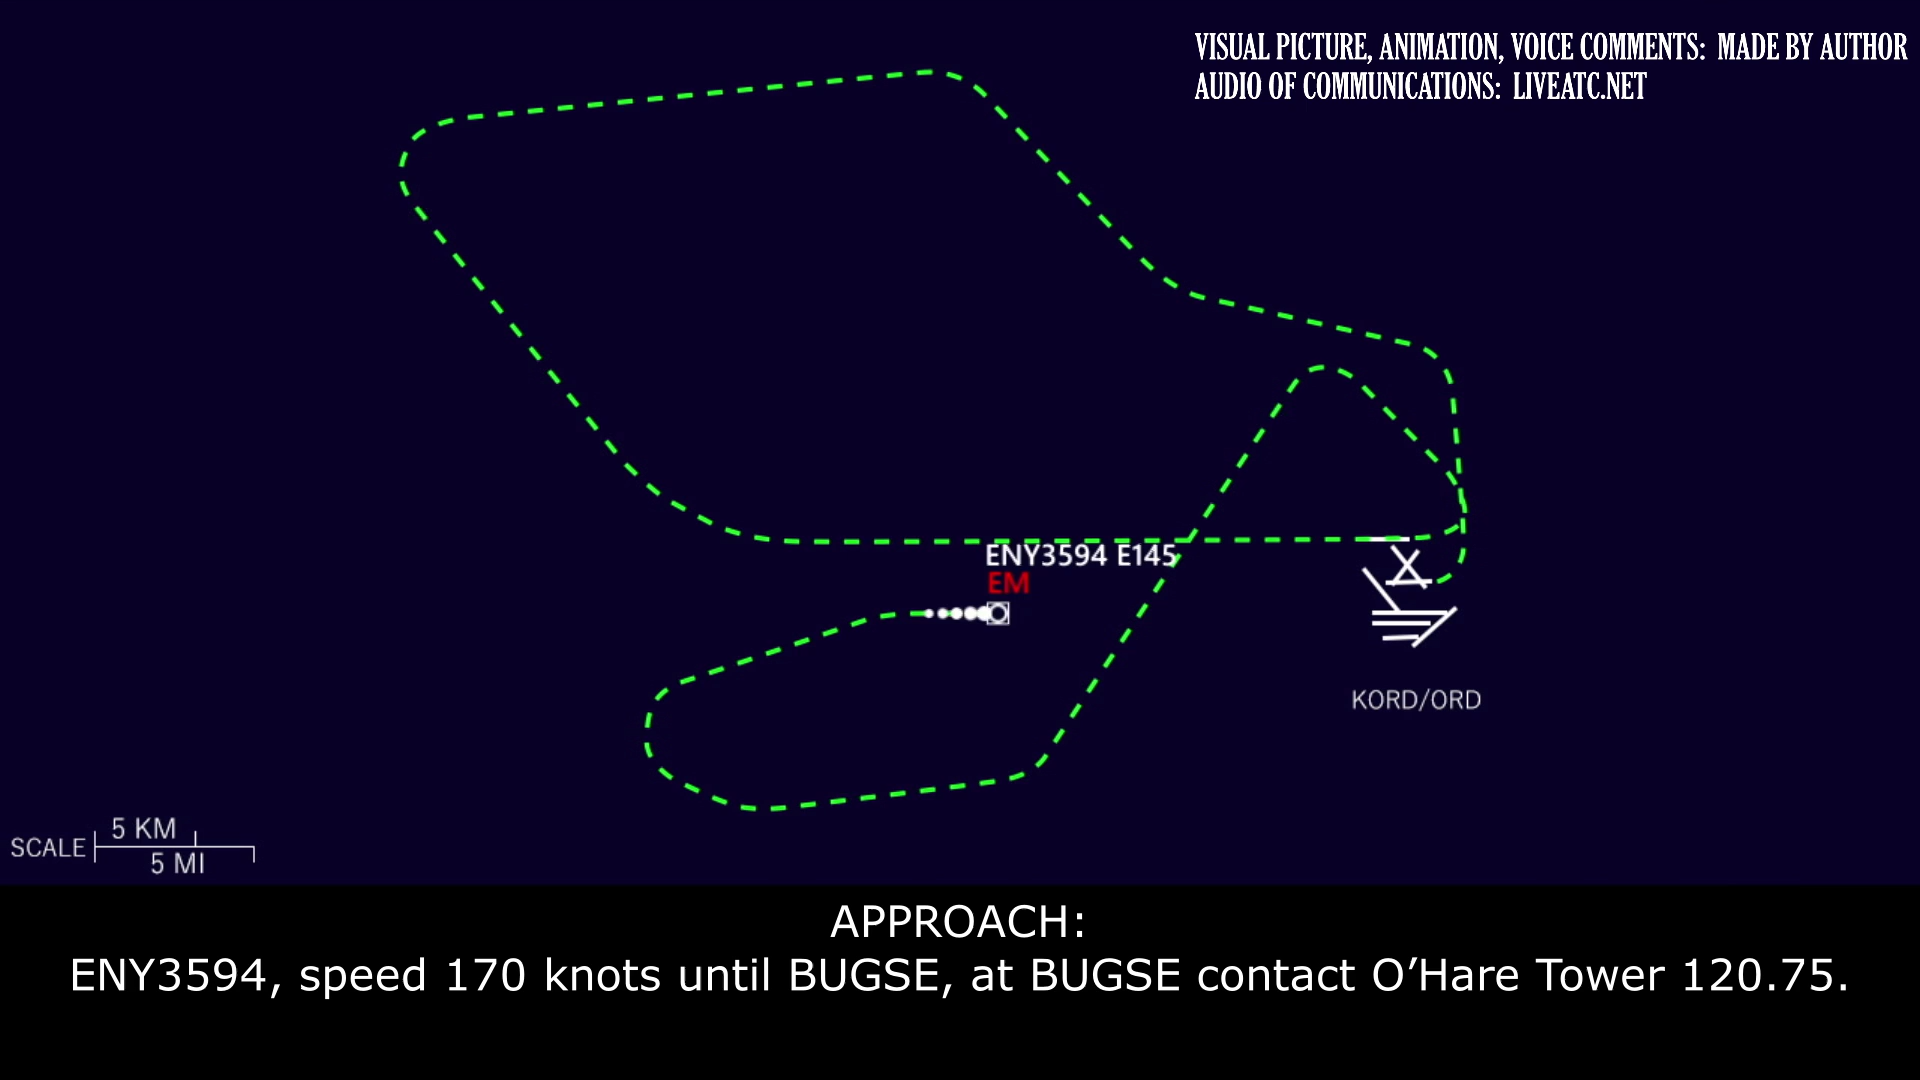 VISUAL PICTURE, ANIMATION, VOICE COMMENTS: MADE BY AUTHOR
AUDIO OF COMMUNICATIONS: LIVEATC.NET
ENY3594 E145
EM
KORD/ORD
5 KM
SCALE
5 MI
APPROACH:
ENY3594, speed 170 knots until BUGSE, at BUGSE contact O’Hare Tower 120.75.